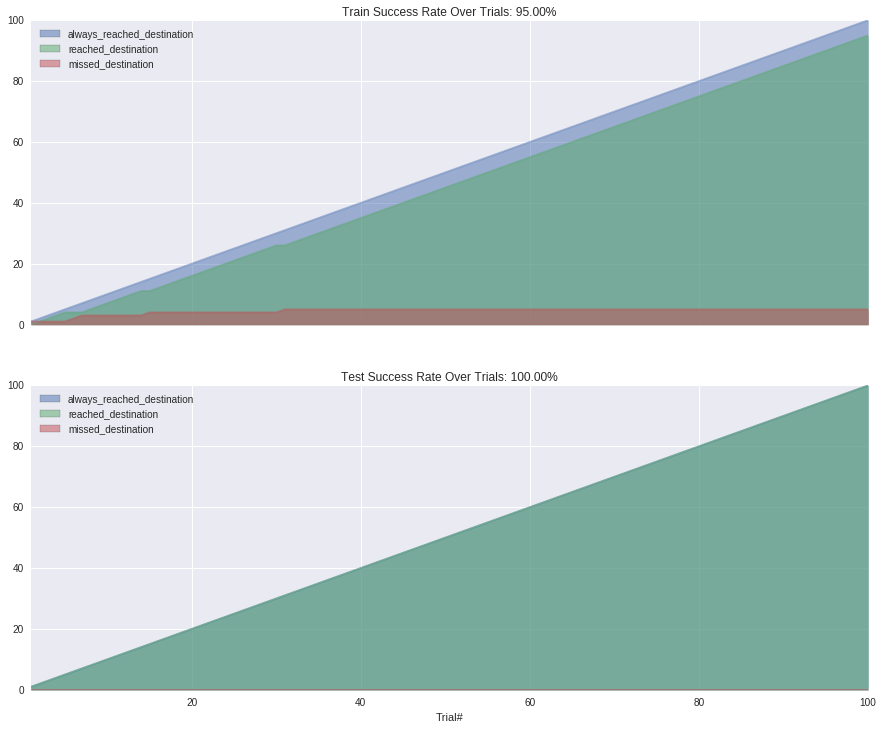 Train Success Rate Over Trials: 95.00%
100
always_reached_destination
reached_destination
missed_destination
80
60
40
20
0
Test Success Rate Over Trials: 100.00%
100
always_reached_destination
reached_destination
missed_destination
80
60
40
20
0
20 40 60 80 100
Trial#